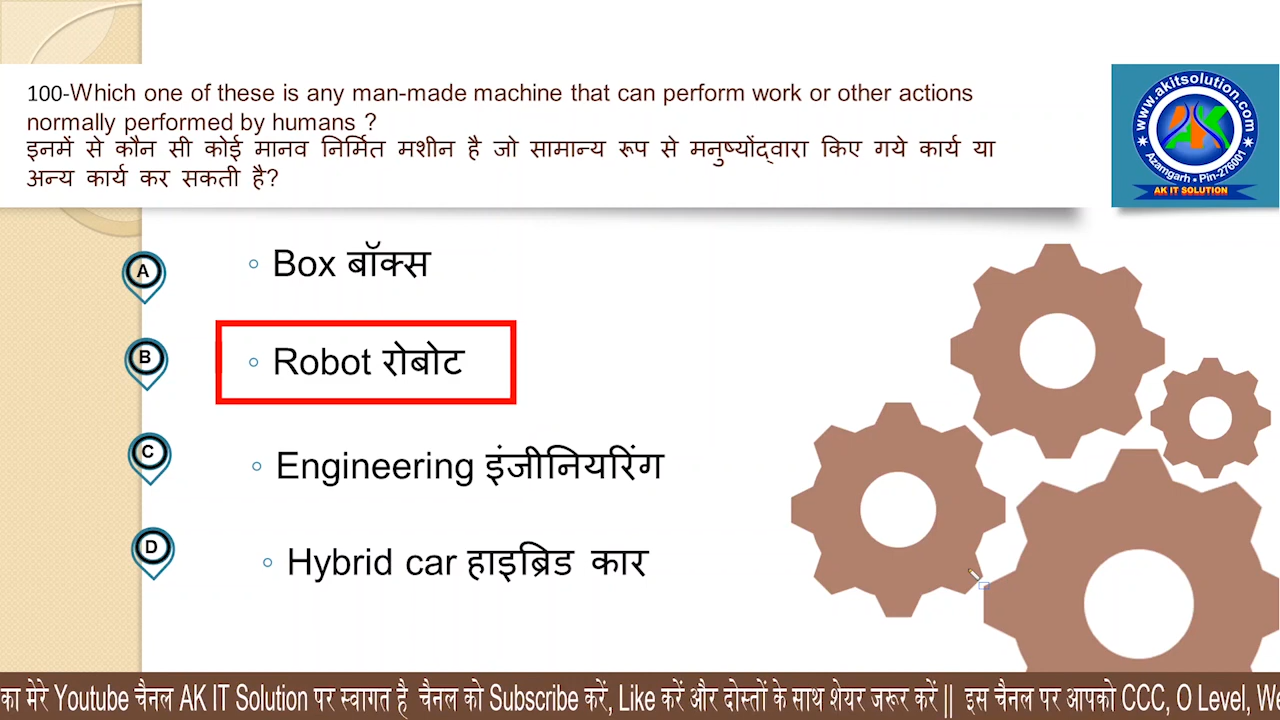 100-Which one of these is any man-made machine that can perform work or other actions
normally performed by humans ?
इनमें से कौन सी कोई मानव निर्मित मशीन है जो सामान्य रूप से मनुष्योंद्वारा किए गये कार्य या
अन्य कार्य कर सकती है?
www.akitsolution.com
AK
Azamgarh • Pin-276001
AK IT SOLUTION
A
Box बॉक्स
B
Robot रोबोट
C
Engineering इंजीनियरिंग
D
Hybrid car हाइब्रिड कार
का मेरे Youtube चैनल AK IT Solution पर स्वागत है चैनल को Subscribe करें, Like करें और दोस्तों के साथ शेयर जरूर करें || इस चैनल पर आपको CCC, O Level, We